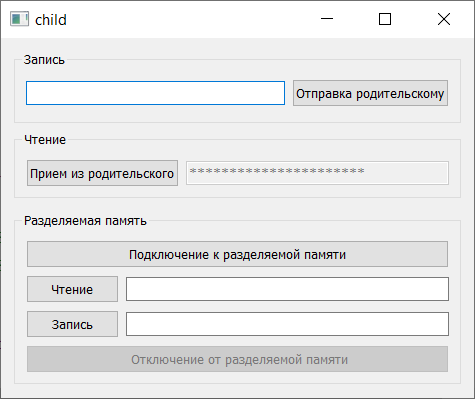 child
Запись
Отправка родительскому
Чтение
Прием из родительского **********************
Разделяемая память
Подключение к разделяемой памяти
Чтение
Запись
Отключение от разделяемой памяти